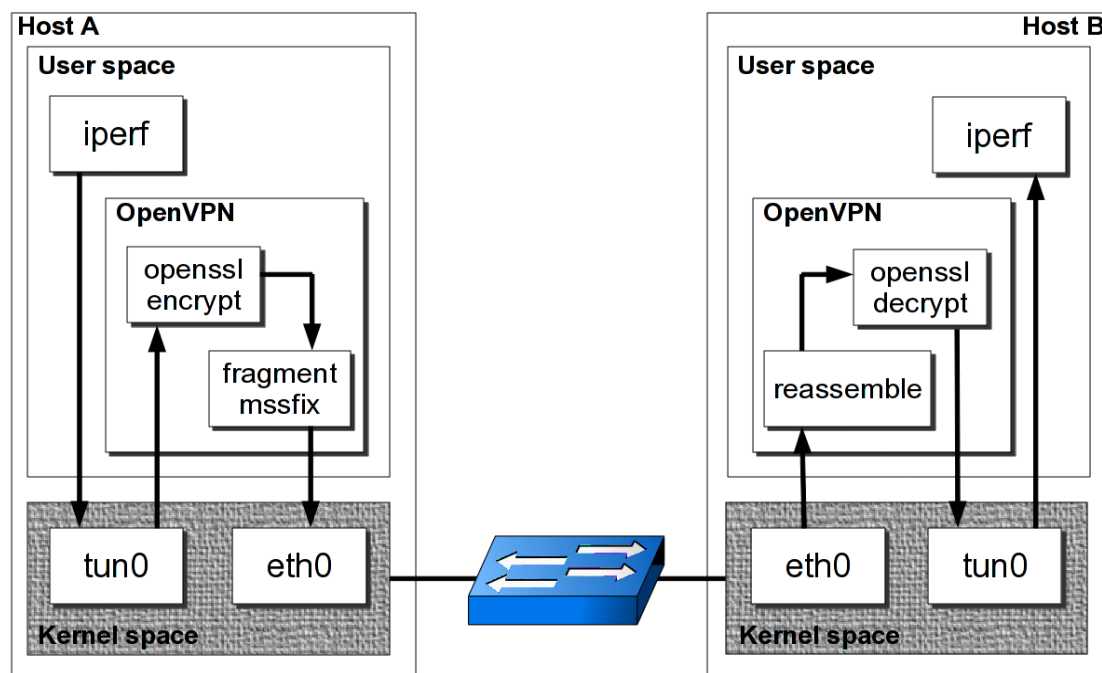 Host A
User space
iperf
OpenVPN
openssl
encrypt
fragment
mssfix
tun0
eth0
Kernel space
Host B
User space
iperf
OpenVPN
openssl
decrypt
reassemble
eth0
tun0
Kernel space